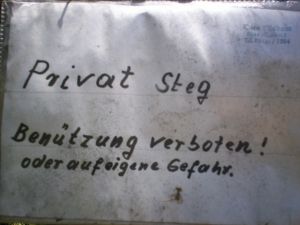 Privat Steg
Benützung verboten!
oder auf eigene Gefahr.